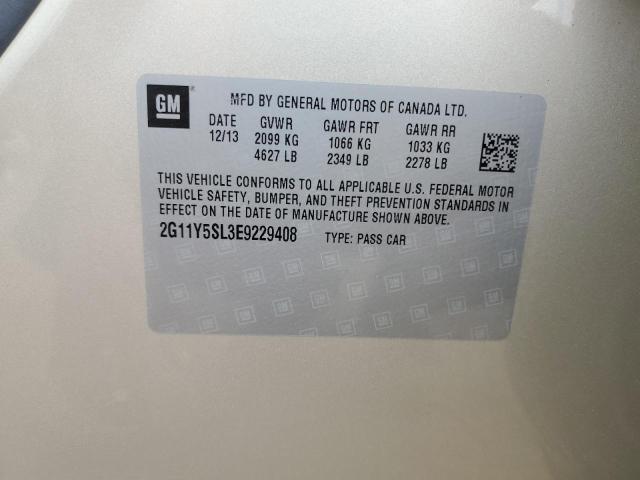 GM
MFD BY GENERAL MOTORS OF CANADA LTD.
DATE GVWR GAWR FRT GAWR RR
12/13 2099 KG 1066 KG 1033 KG
4627 LB 2349 LB 2278 LB
THIS VEHICLE CONFORMS TO ALL APPLICABLE U.S. FEDERAL MOTOR
VEHICLE SAFETY, BUMPER, AND THEFT PREVENTION STANDARDS IN
EFFECT ON THE DATE OF MANUFACTURE SHOWN ABOVE.
2G11Y5SL3E9229408 TYPE: PASS CAR